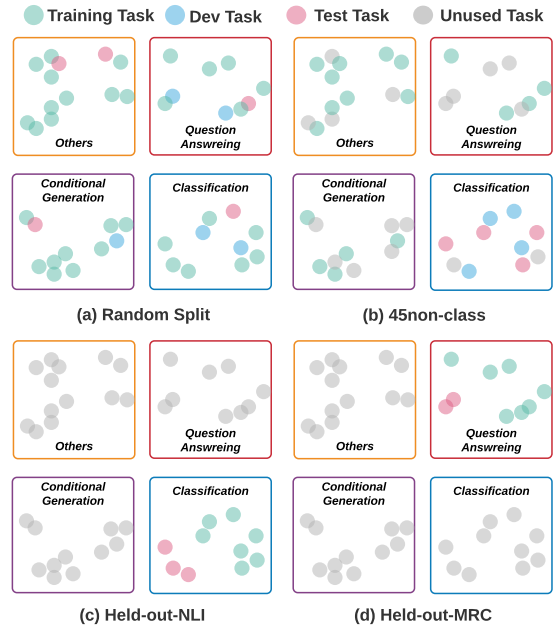 Training Task Dev Task Test Task Unused Task
Others
Question
Answreing
Others
Question
Answreing
Conditional
Generation
Classification
Conditional
Generation
Classification
(a) Random Split
(b) 45non-class
Others
Question
Answreing
Others
Question
Answreing
Conditional
Generation
Classification
Conditional
Generation
Classification
(c) Held-out-NLI
(d) Held-out-MRC